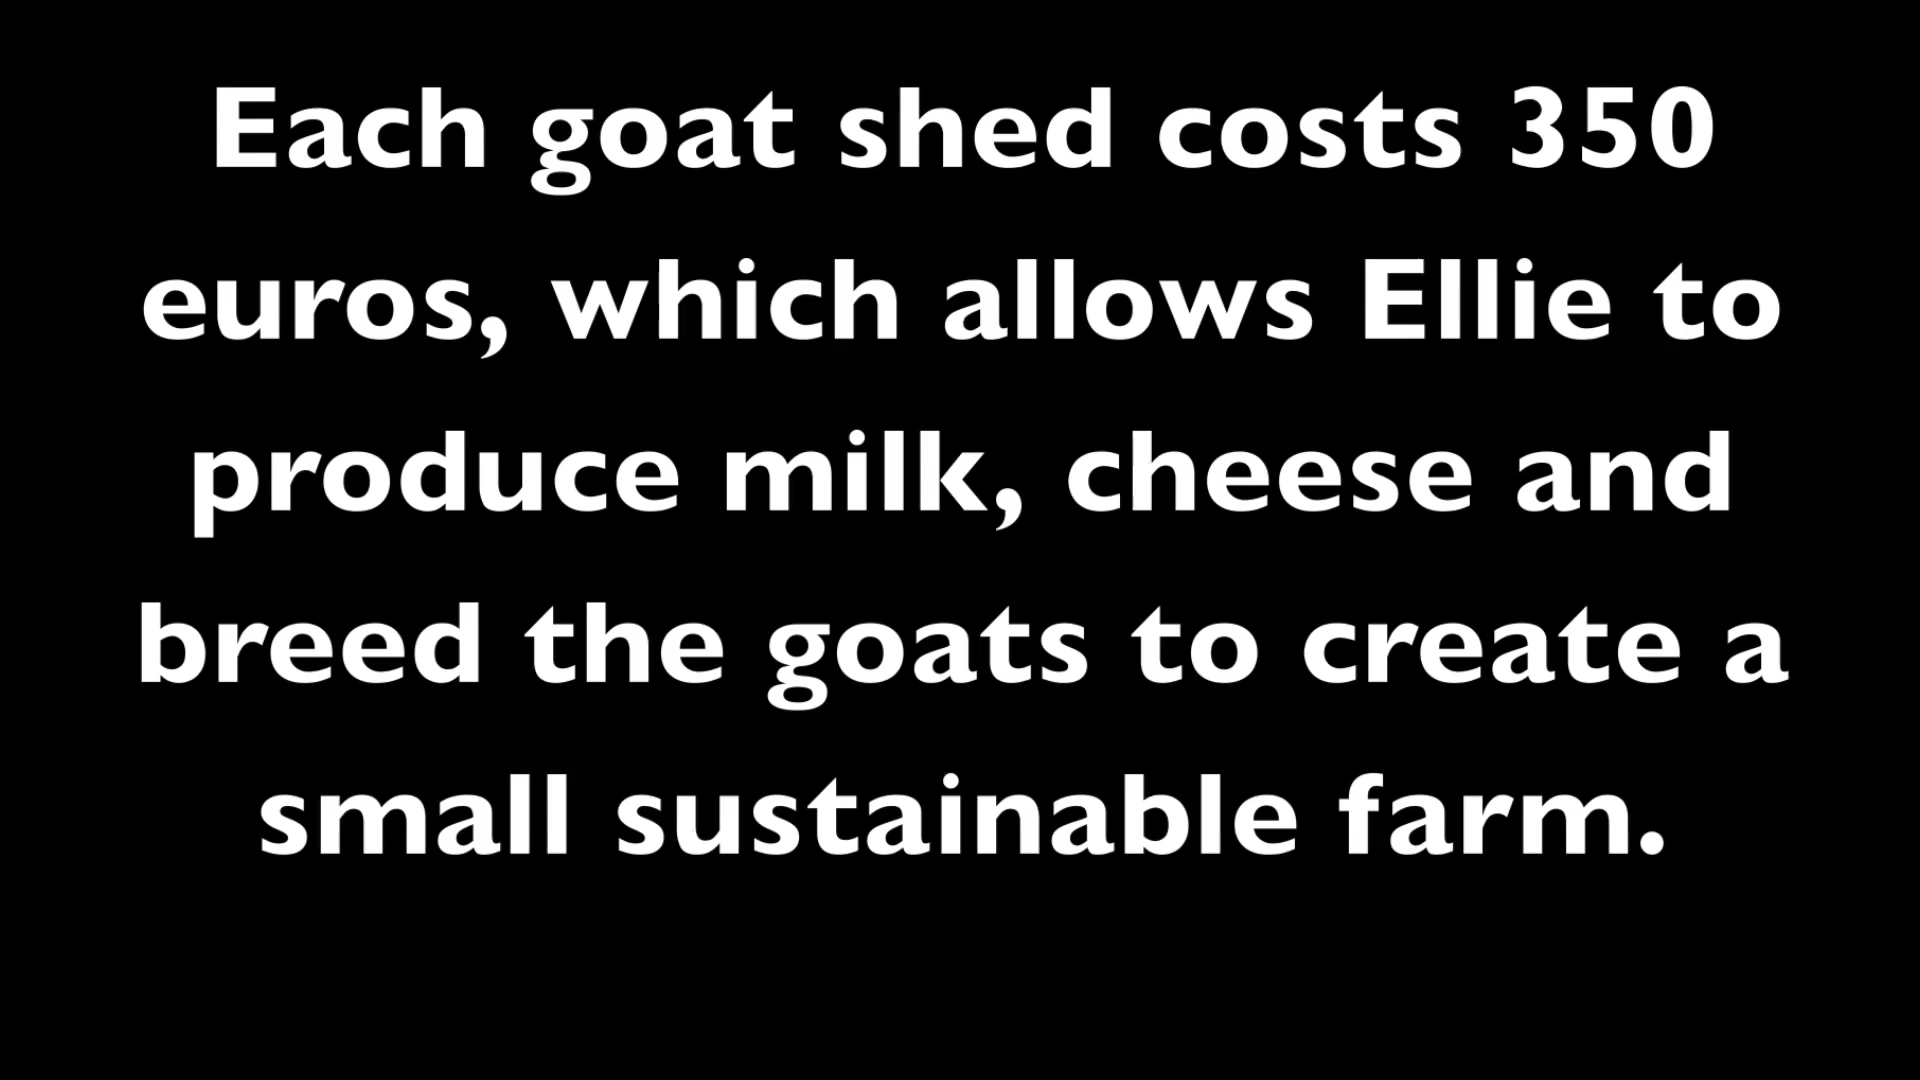 Each goat shed costs 350
euros, which allows Ellie to
produce milk, cheese and
breed the goats to create a
small sustainable farm.